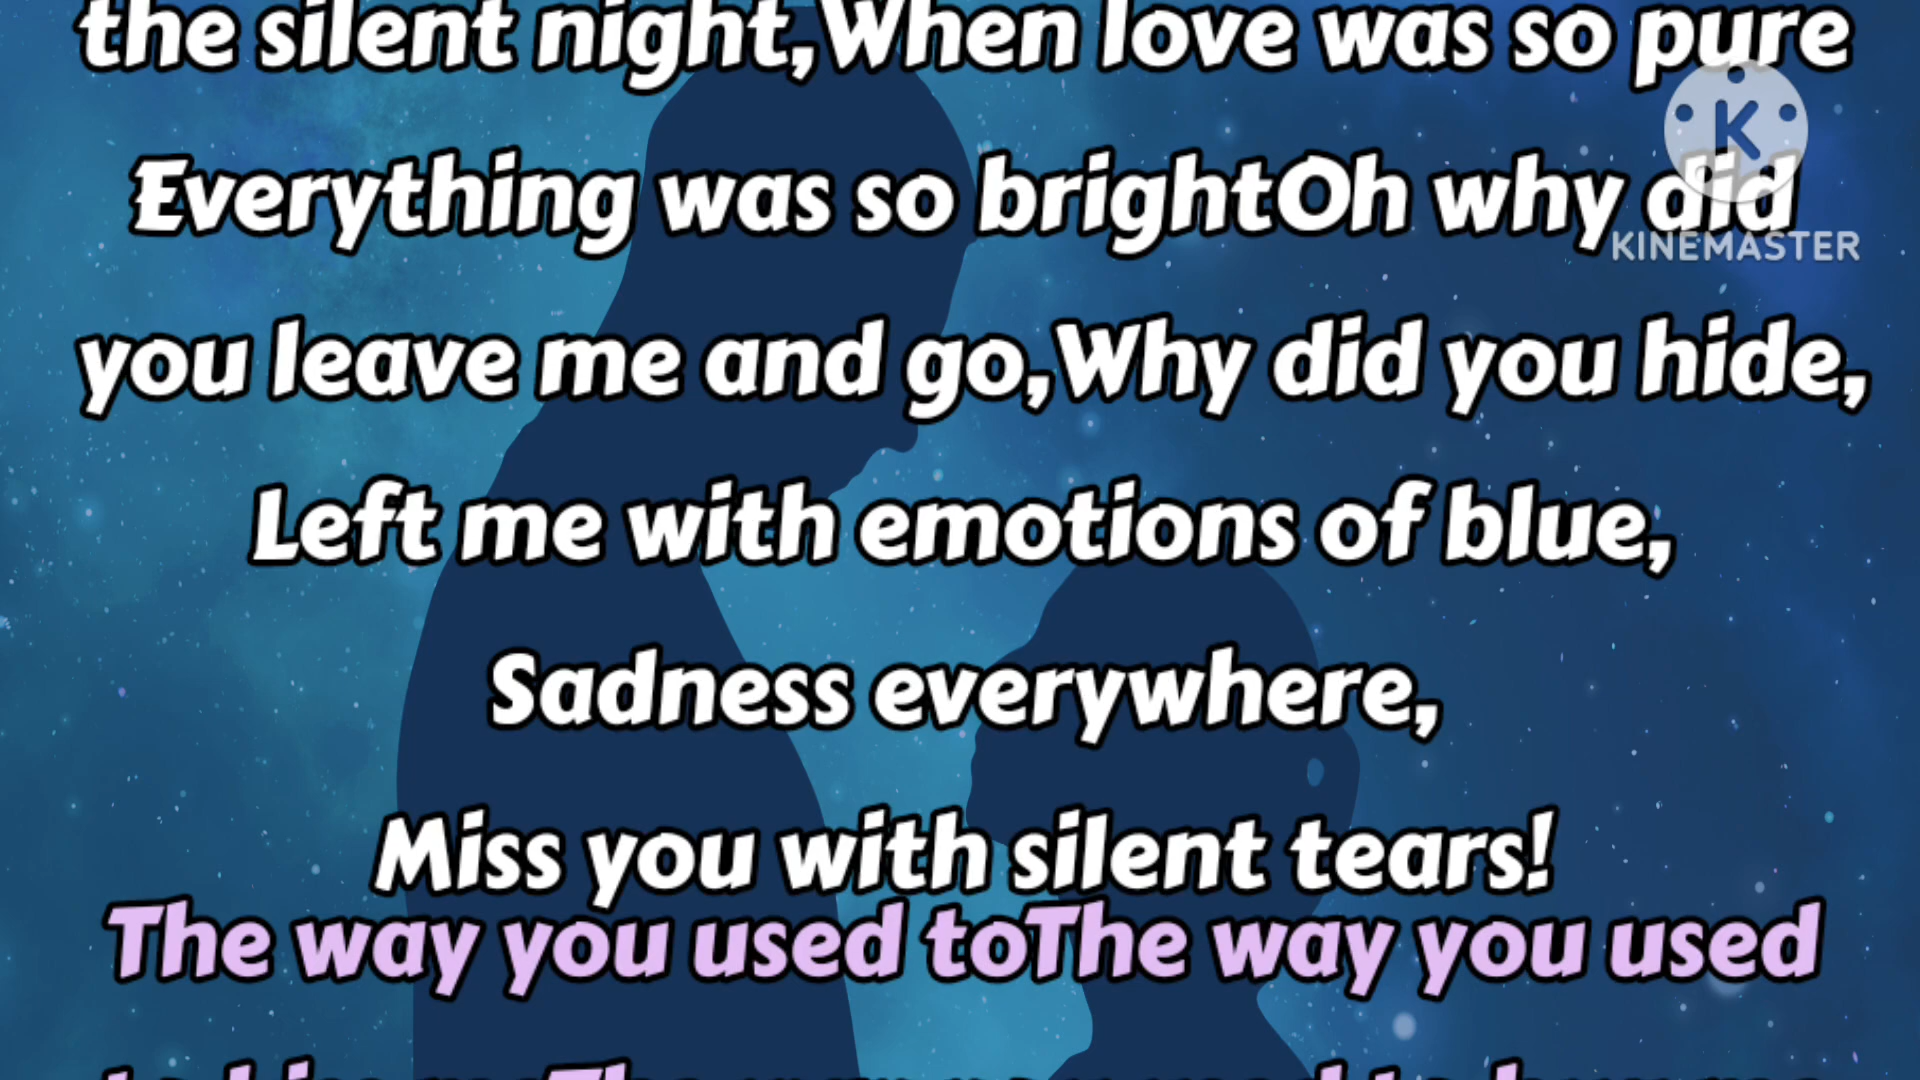 the silent night,When love was so pure
Everything was so brightOh why did
KINEMASTER
you leave me and go,Why did you hide,
Left me with emotions of blue,
Sadness everywhere,
Miss you with silent tears!
The way you used toThe way you used